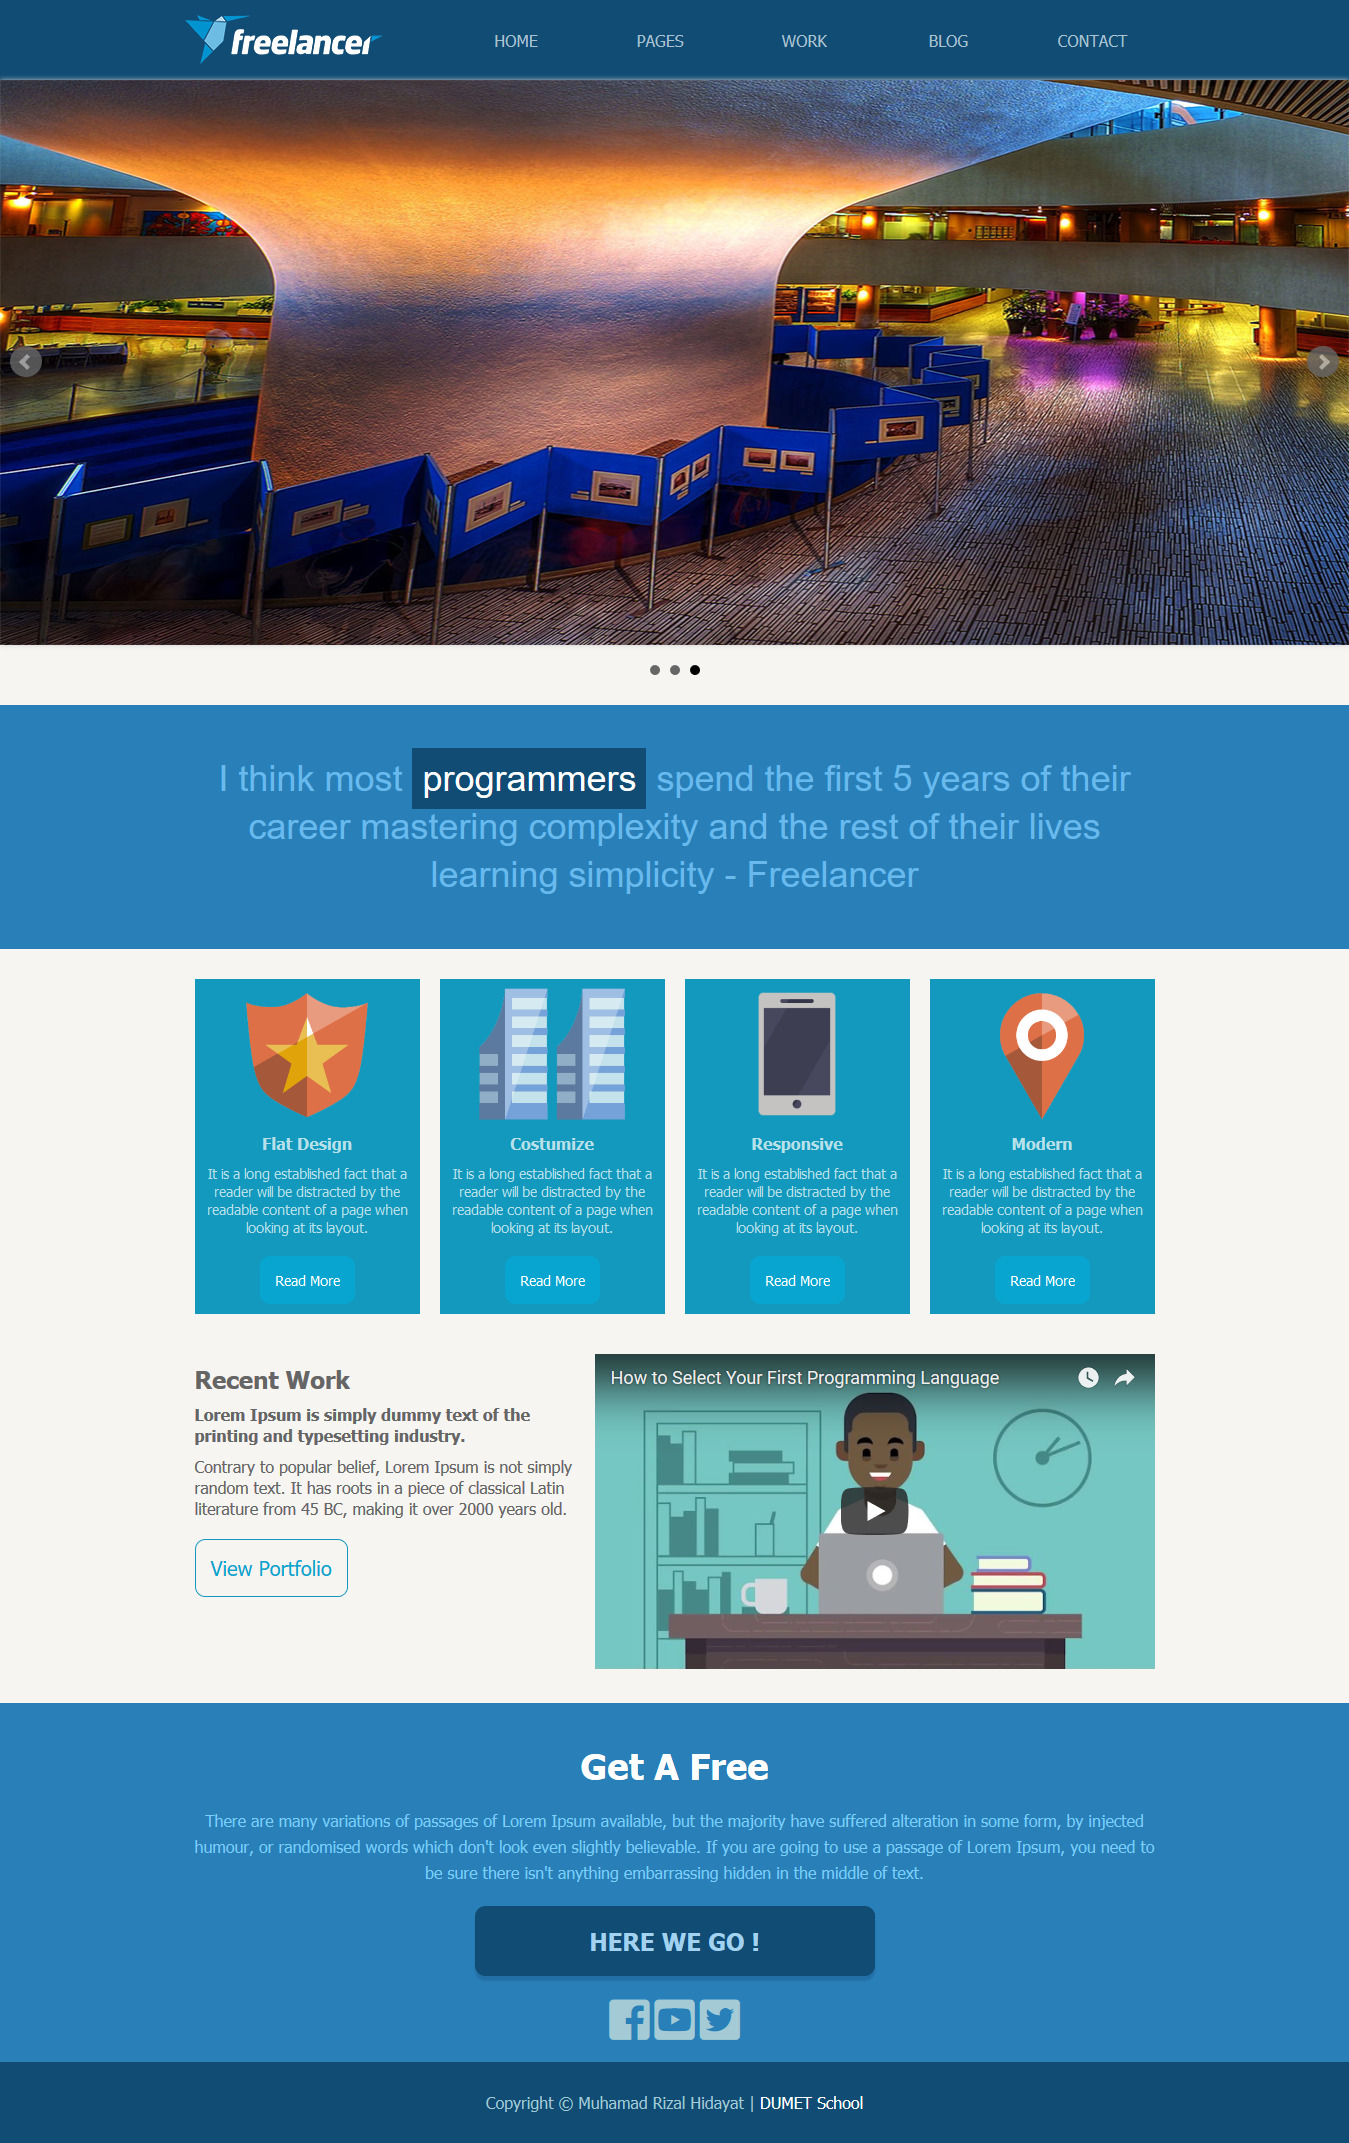 freelancer
HOME PAGES WORK BLOG CONTACT
I think most programmers spend the first 5 years of their
career mastering complexity and the rest of their lives
learning simplicity - Freelancer
Flat Design
It is a long established fact that a
reader will be distracted by the
readable content of a page when
looking at its layout.
Read More
Costumize
It is a long established fact that a
reader will be distracted by the
readable content of a page when
looking at its layout.
Read More
Responsive
It is a long established fact that a
reader will be distracted by the
readable content of a page when
looking at its layout.
Read More
Modern
It is a long established fact that a
reader will be distracted by the
readable content of a page when
looking at its layout.
Read More
Recent Work
Lorem Ipsum is simply dummy text of the
printing and typesetting industry.
Contrary to popular belief, Lorem Ipsum is not simply
random text. It has roots in a piece of classical Latin
literature from 45 BC, making it over 2000 years old.
View Portfolio
How to Select Your First Programming Language
Get A Free
There are many variations of passages of Lorem Ipsum available, but the majority have suffered alteration in some form, by injected
humour, or randomised words which don't look even slightly believable. If you are going to use a passage of Lorem Ipsum, you need to
be sure there isn't anything embarrassing hidden in the middle of text.
HERE WE GO !
Copyright © Muhamad Rizal Hidayat | DUMET School